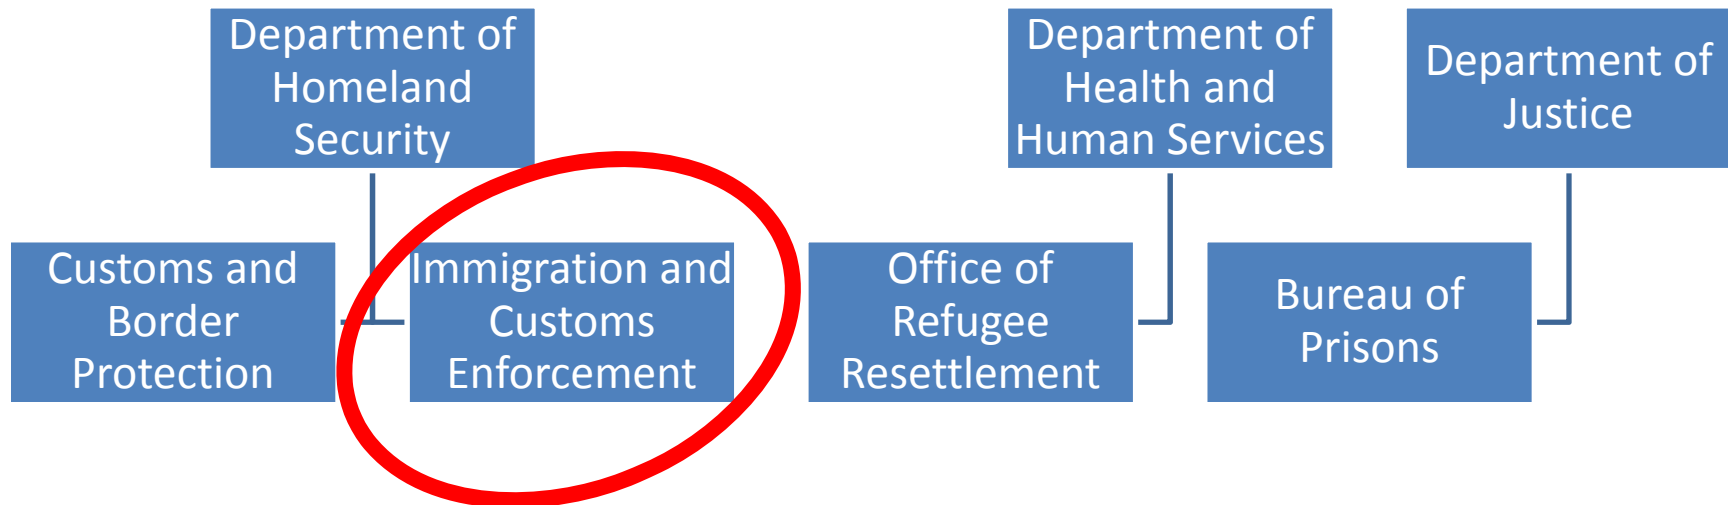 Department of
Homeland
Security
Department of
Health and
Human Services
Department of
Justice
Customs and
Border
Protection
Immigration and
Customs
Enforcement
Office of
Refugee
Resettlement
Bureau of
Prisons